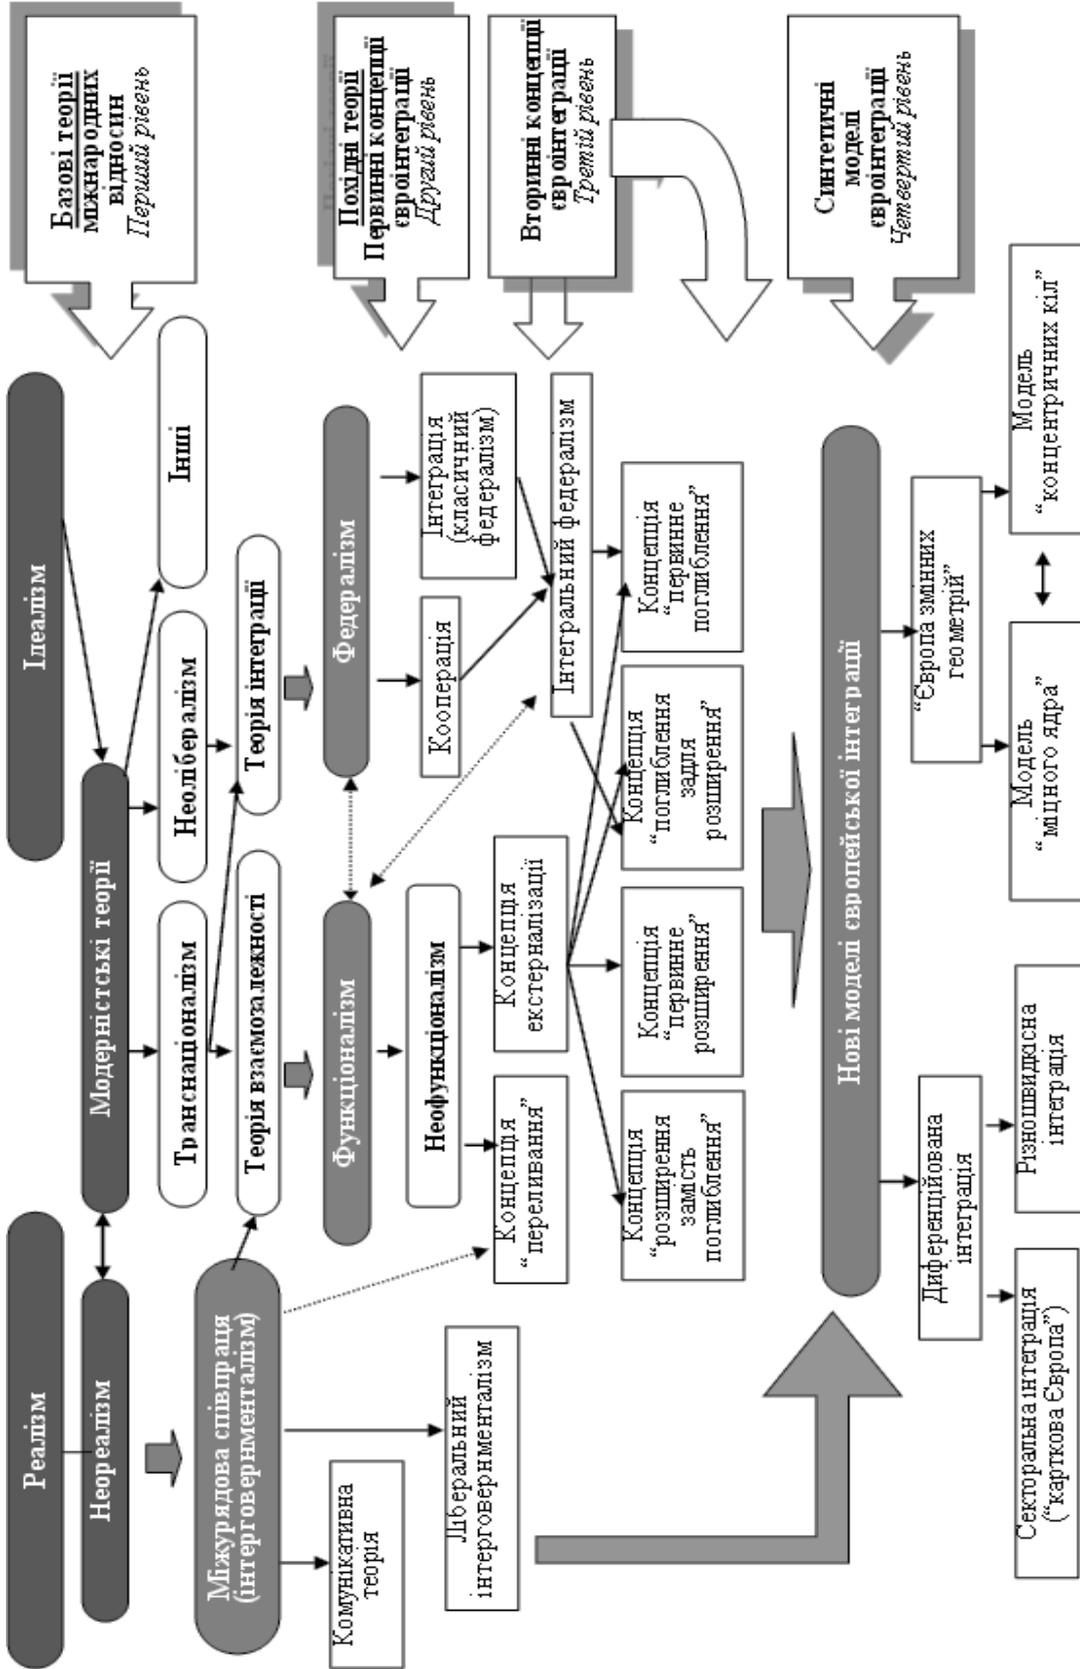 Реалізм
Ідеалізм
Базові теорії
міжнародних
відносин
Перший рівень
Неореалізм
Модерністські теорії
Транснаціоналізм
Неолібералізм
Інші
Міжурядова співпраця
(інтерговернменталізм)
Теорія взаємозалежності
Теорія інтеграції
Похідні теорії
Первинні концепції
євроінтеграції
Другий рівень
Функціоналізм
Федералізм
Комунікативна
теорія
Неофункціоналізм
Кооперація
Інтеграція
(класичний
федералізм)
Ліберальний
інтерговернменталізм
Концепція
“переливання”
Концепція
екстерналізації
Інтегральний федералізм
Вторинні концепції
євроінтеграції
Третій рівень
Концепція
“розширення
замість
поглиблення”
Концепція
“первинне
розширення”
Концепція
“поглиблення
задля
розширення”
Концепція
“первинне
поглиблення”
Синтетичні
моделі
євроінтеграції
Четвертий рівень
Нові моделі європейської інтеграції
Диференційована
інтеграція
“Європа змінних
геометрій”
Секторальна інтеграція
(“карткова Європа”)
Різношвидкісна
інтеграція
Модель
“міцного ядра”
Модель
“концентричних кіл”